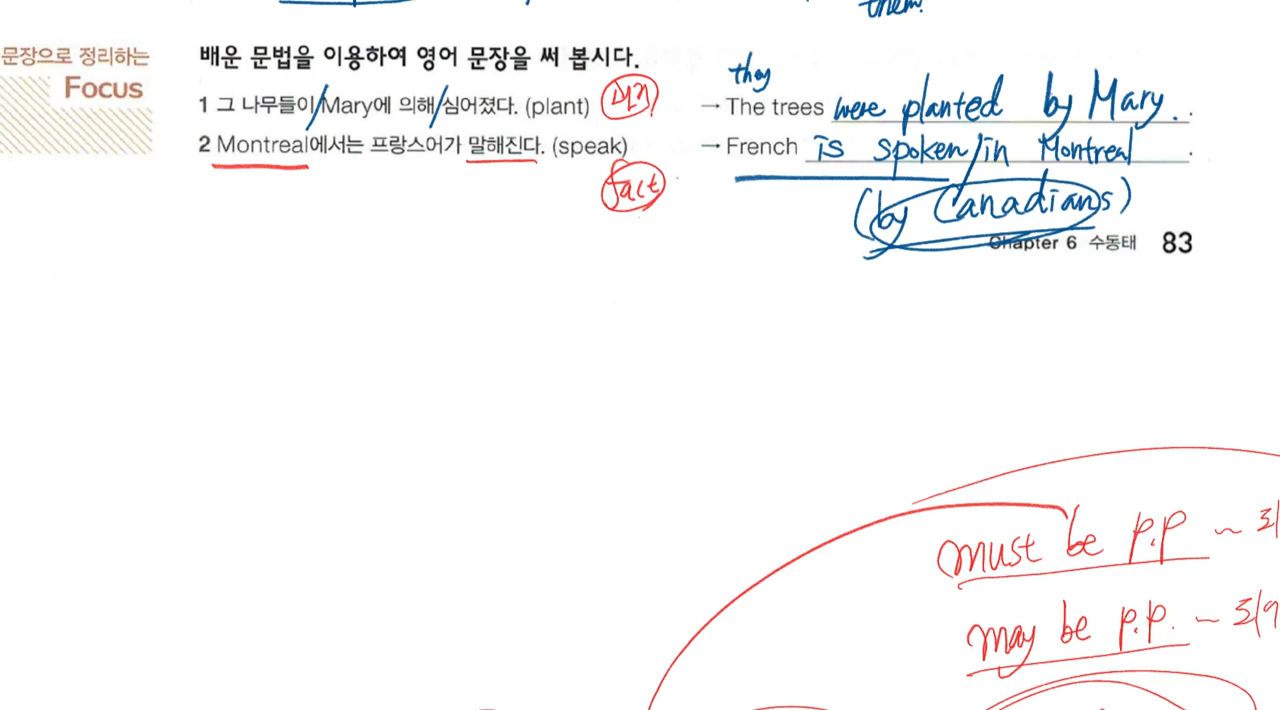 them.
문장으로 정리하는
Focus
배운 문법을 이용하여 영어 문장을 써 봅시다.
they
1 그 나무들이/Mary에 의해/심어졌다. (plant) → The trees were planted by Mary.
2 Montreal에서는 프랑스어가 말해진다. (speak) → French is spoken/in Montreal.
fact
(by Canadians)
Chapter 6 수동태 83
must be p.p ~
may be p.p. ~